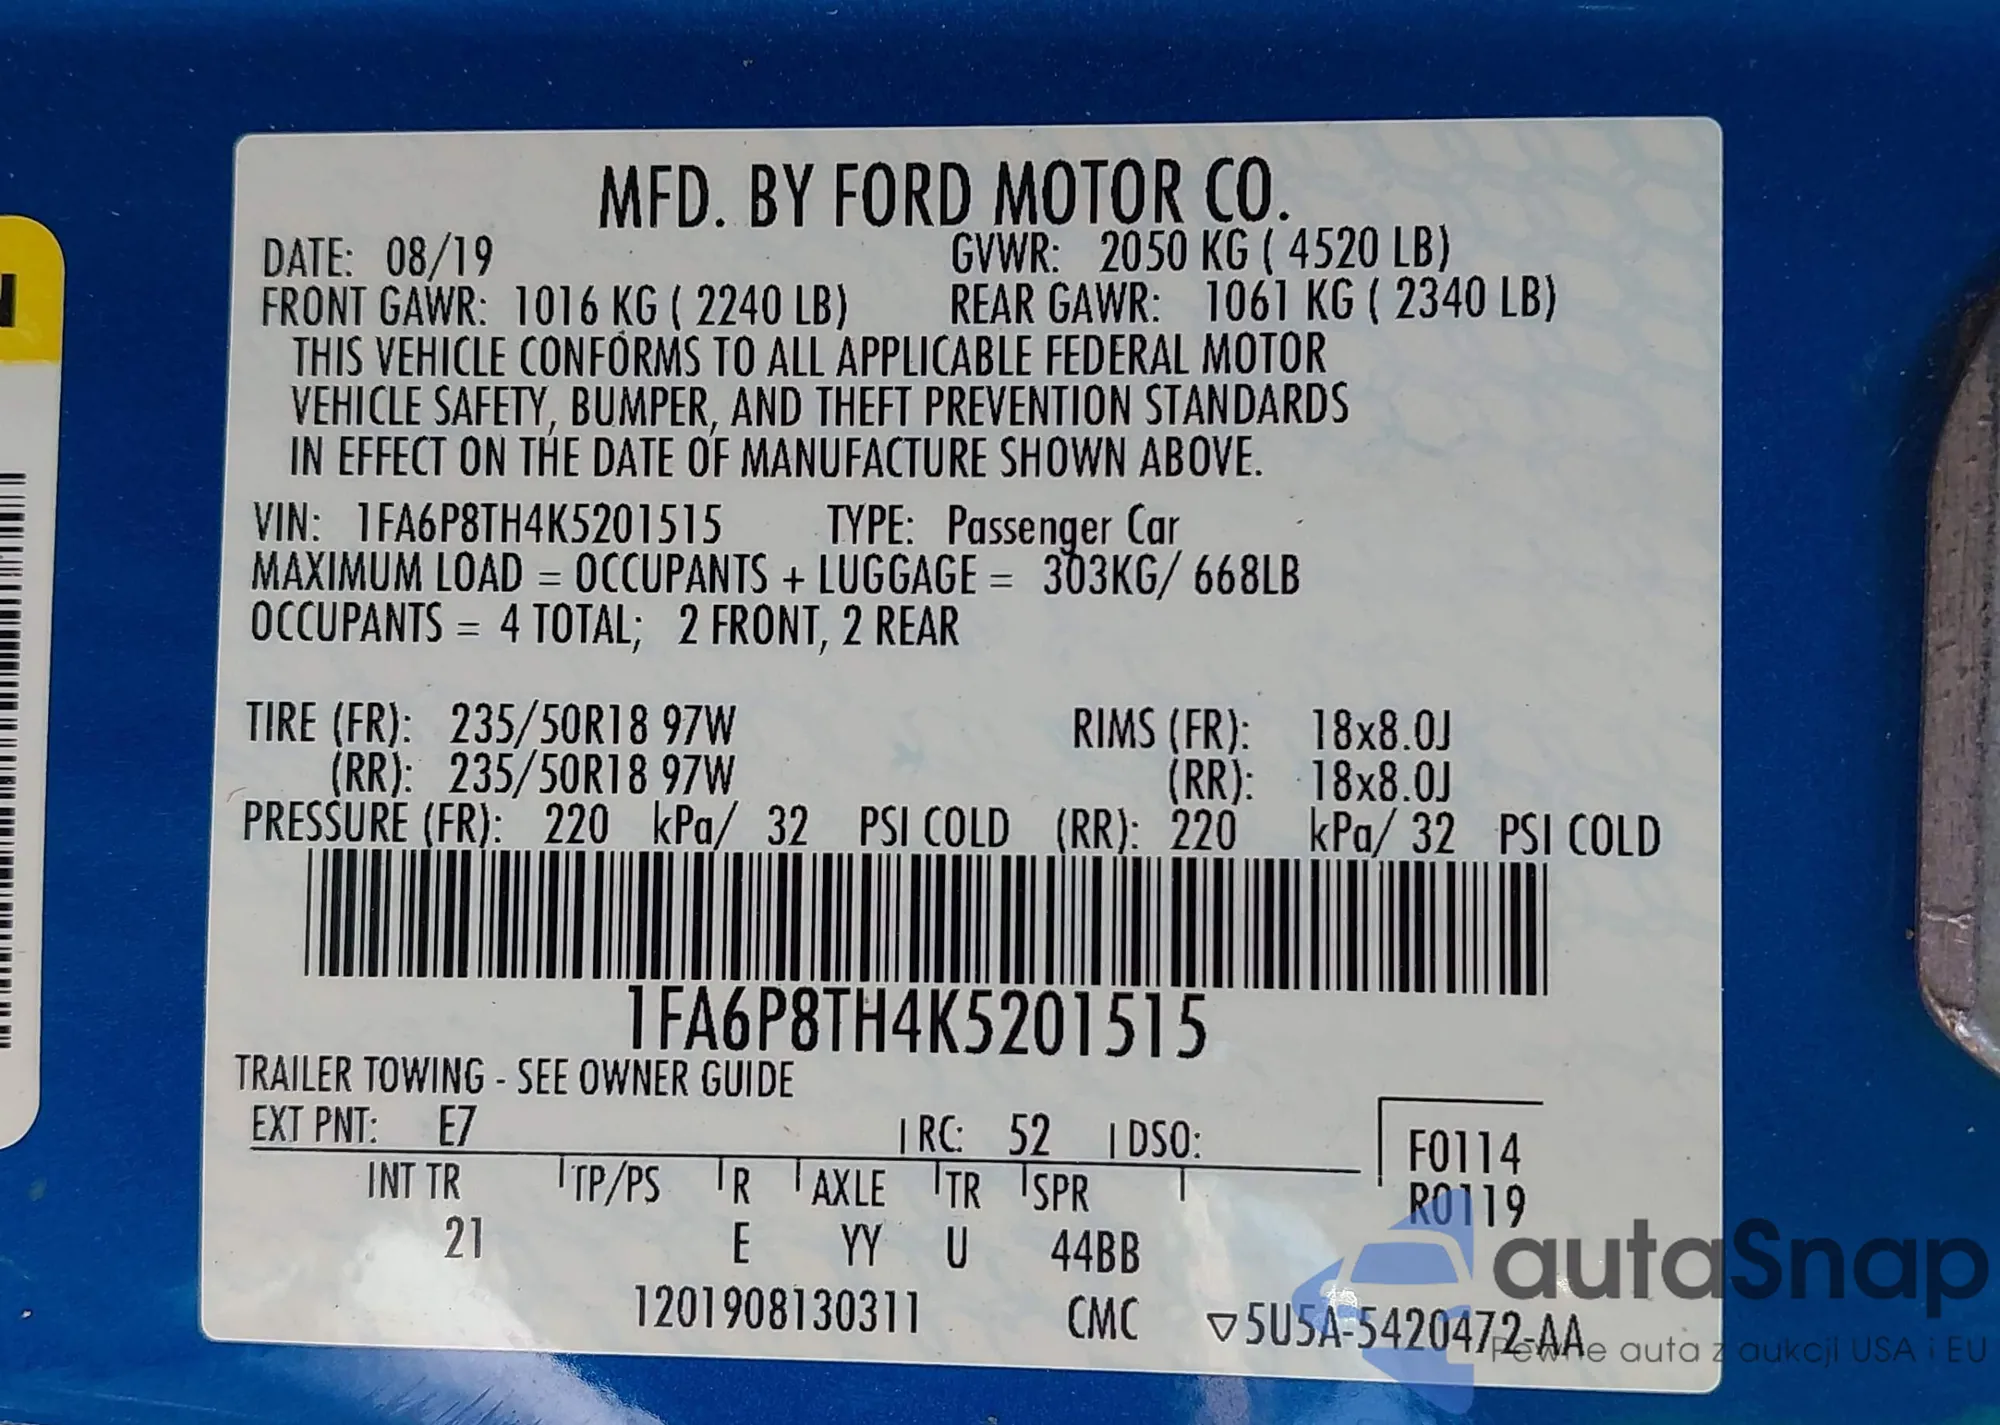 MFD. BY FORD MOTOR CO.
DATE: 08/19 GVWR: 2050 KG ( 4520 LB)
FRONT GAWR: 1016 KG ( 2240 LB) REAR GAWR: 1061 KG ( 2340 LB)
THIS VEHICLE CONFORMS TO ALL APPLICABLE FEDERAL MOTOR
VEHICLE SAFETY, BUMPER, AND THEFT PREVENTION STANDARDS
IN EFFECT ON THE DATE OF MANUFACTURE SHOWN ABOVE.
VIN: 1FA6P8TH4K5201515 TYPE: Passenger Car
MAXIMUM LOAD = OCCUPANTS + LUGGAGE = 303KG/ 668LB
OCCUPANTS = 4 TOTAL; 2 FRONT, 2 REAR
TIRE (FR): 235/50R18 97W RIMS (FR): 18x8.0J
(RR): 235/50R18 97W (RR): 18x8.0J
PRESSURE (FR): 220 kPa/ 32 PSI COLD (RR): 220 kPa/ 32 PSI COLD
1FA6P8TH4K5201515
TRAILER TOWING - SEE OWNER GUIDE
EXT PNT: E7 RC: 52 DSO: F0114
R0119
INT TR TP/PS R AXLE TR SPR
21 E YY U 44BB
1201908130311 CMC ▽5U5A-5420472-AA
autaSnap
Pewne auta z aukcji USA i EU